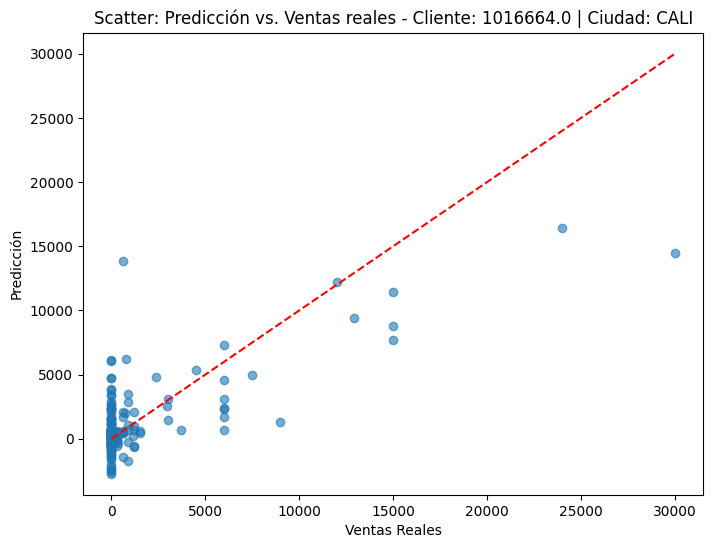 Scatter: Predicción vs. Ventas reales - Cliente: 1016664.0 | Ciudad: CALI
30000
25000
20000
15000
10000
5000
0
Predicción
0 5000 10000 15000 20000 25000 30000
Ventas Reales